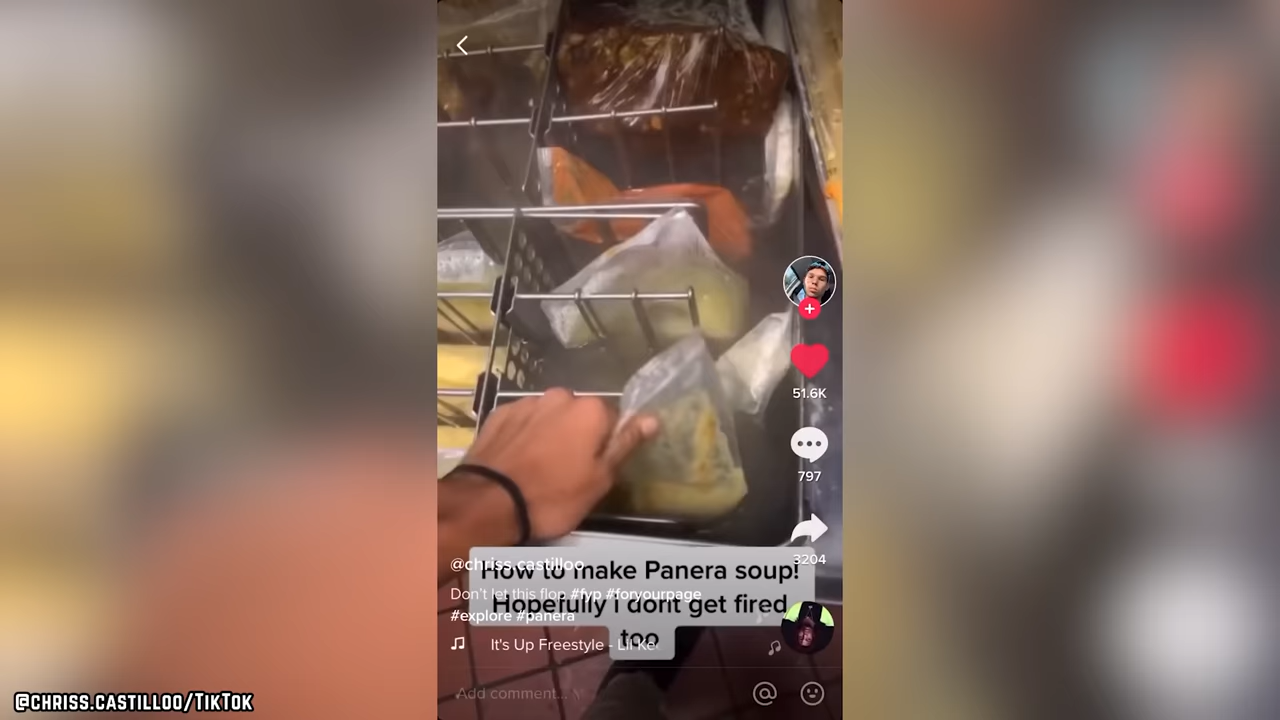 51.6K
797
3204
How to make Panera soup!
Hopefully i dont get fired
too
@chriss.castilloo
Don't let this flop #fyp #foryourpage
#explore #panera
It's Up Freestyle - Lil Ke
Add comment...
@CHRISS.CASTILLOO/TIKTOK